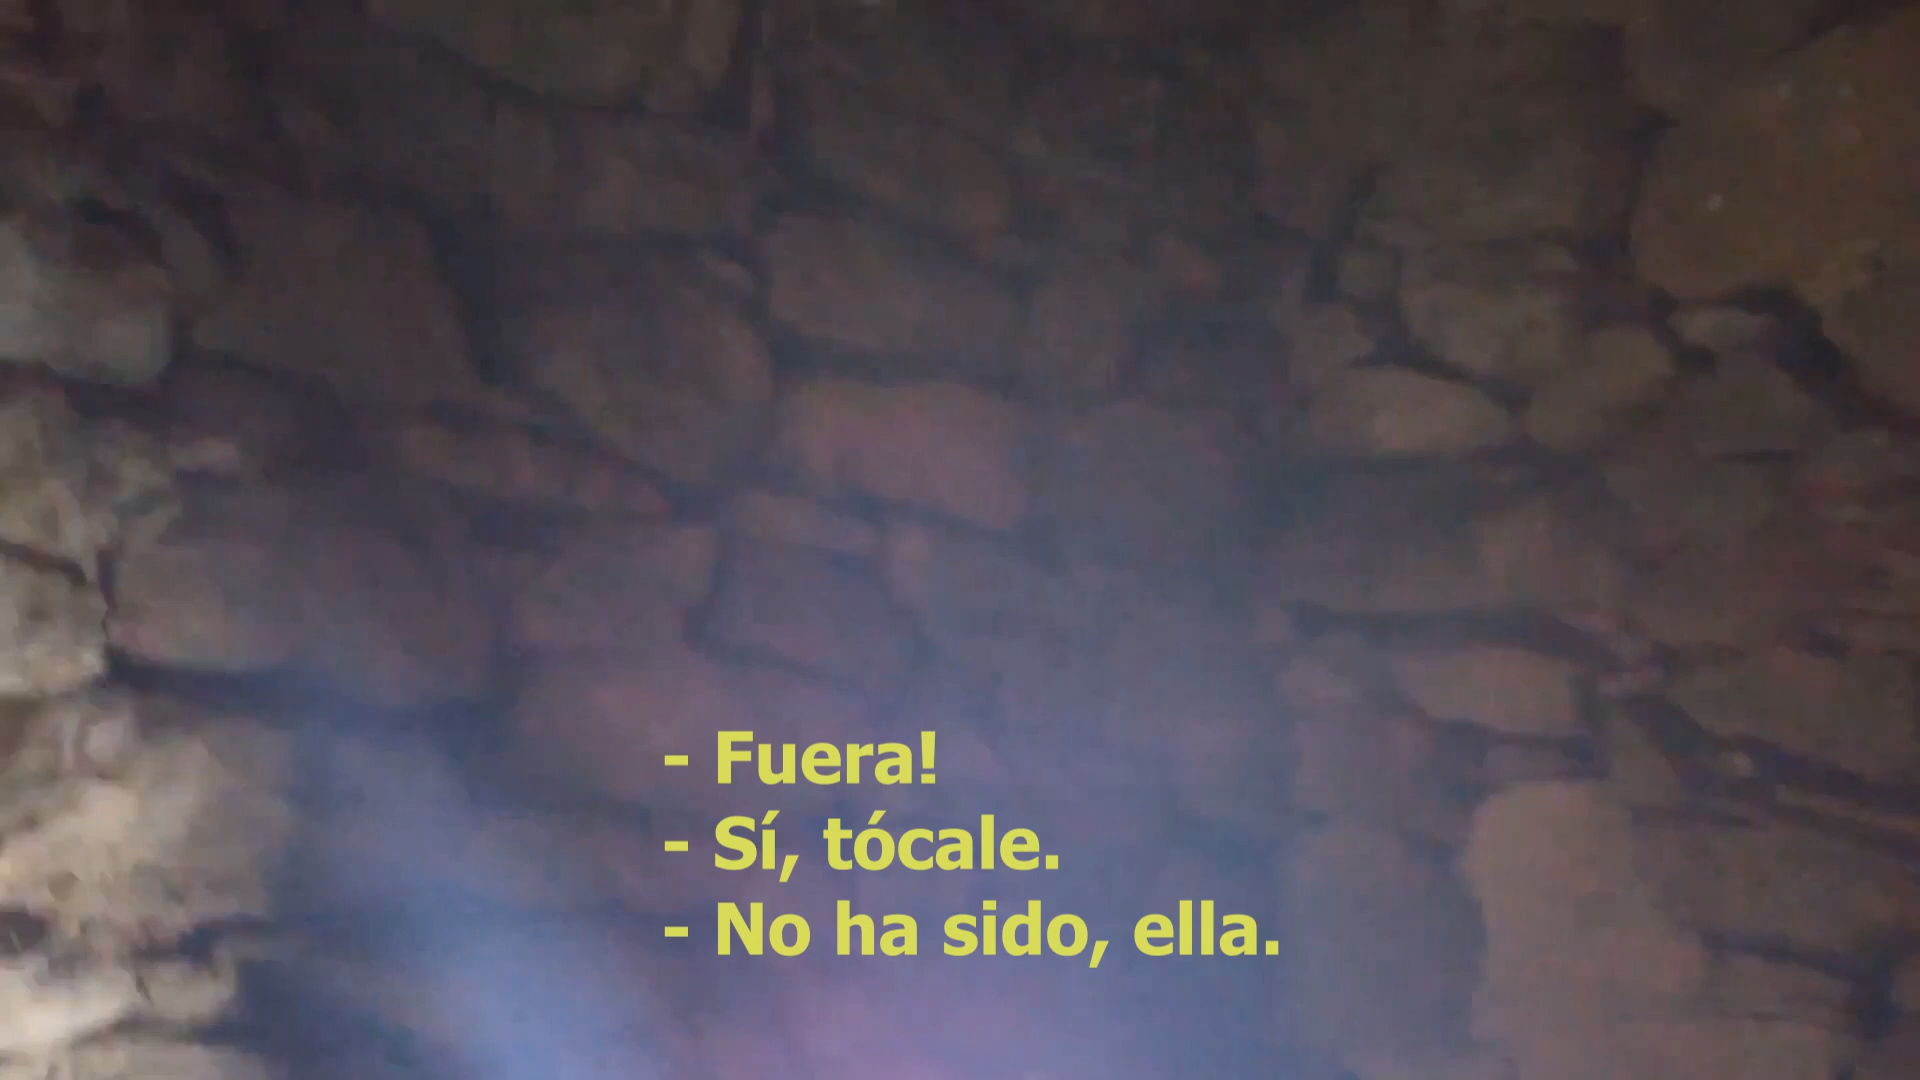 - Fuera!
- Sí, tócale.
- No ha sido, ella.